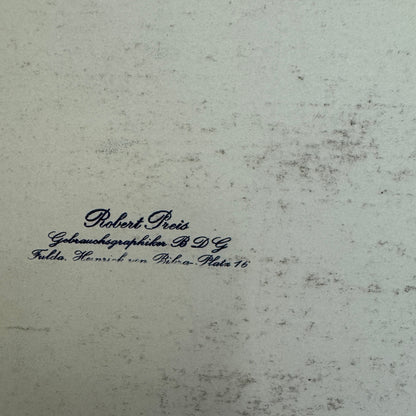 Robert Preis
Gebrauchsgraphiker B D G
Fulda, Heinrich von Bibra-Platz 16